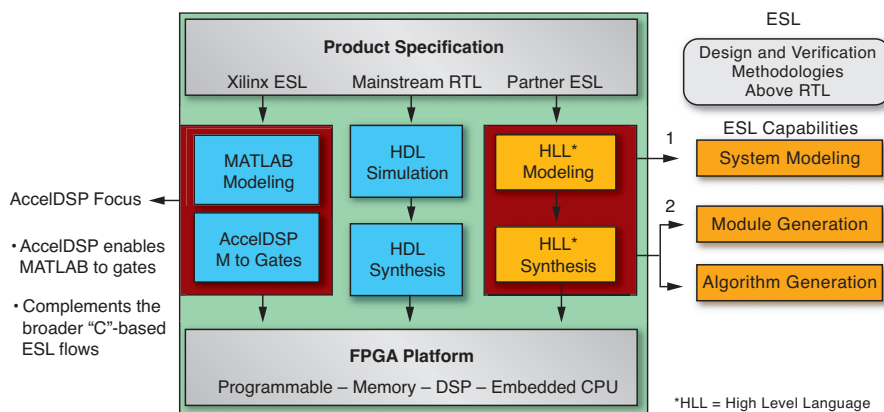 Product Specification
Xilinx ESL
Mainstream RTL
Partner ESL
ESL
Design and Verification
Methodologies
Above RTL
ESL Capabilities
MATLAB
Modeling
HDL
Simulation
HLL*
Modeling
1
System Modeling
AccelDSP Focus
• AccelDSP enables
MATLAB to gates
• Complements the
broader “C”-based
ESL flows
AccelDSP
M to Gates
HDL
Synthesis
HLL*
Synthesis
2
Module Generation
Algorithm Generation
FPGA Platform
Programmable – Memory – DSP – Embedded CPU
*HLL = High Level Language